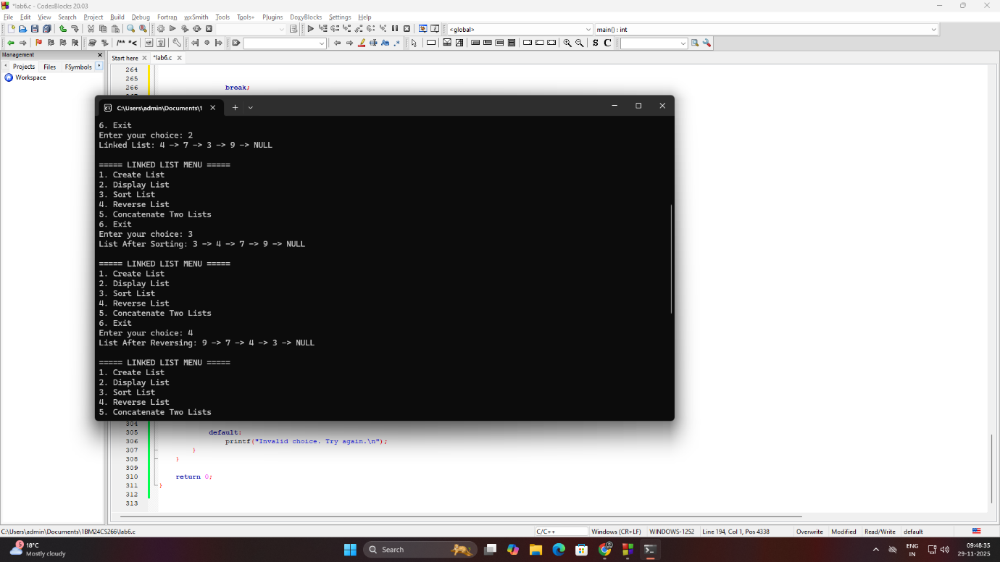 *lab6.c - CodeBlocks 20.03
File Edit View Search Project Build Debug Fortran wxSmith Tools Tools+ Plugins DoxyBlocks Settings Help
<global>
main() : int
/** *<
S C
Management
Projects Files FSymbols
Workspace
Start here
*lab6.c
264
265
266 break;
C:\Users\admin\Documents\1
6. Exit
Enter your choice: 2
Linked List: 4 -> 7 -> 3 -> 9 -> NULL
===== LINKED LIST MENU =====
1. Create List
2. Display List
3. Sort List
4. Reverse List
5. Concatenate Two Lists
6. Exit
Enter your choice: 3
List After Sorting: 3 -> 4 -> 7 -> 9 -> NULL
===== LINKED LIST MENU =====
1. Create List
2. Display List
3. Sort List
4. Reverse List
5. Concatenate Two Lists
6. Exit
Enter your choice: 4
List After Reversing: 9 -> 7 -> 4 -> 3 -> NULL
===== LINKED LIST MENU =====
1. Create List
2. Display List
3. Sort List
4. Reverse List
5. Concatenate Two Lists
304
305 default:
306 printf("Invalid choice. Try again.\n");
307 }
308 }
309
310 return 0;
311 }
312
313
C:\Users\admin\Documents\1BM24CS266\lab6.c
C/C++
Windows (CR+LF)
WINDOWS-1252
Line 194, Col 1, Pos 4338
Overwrite
Modified
Read/Write
default
5
18°C
Mostly cloudy
Search
ENG
IN
09:48:35
29-11-2025